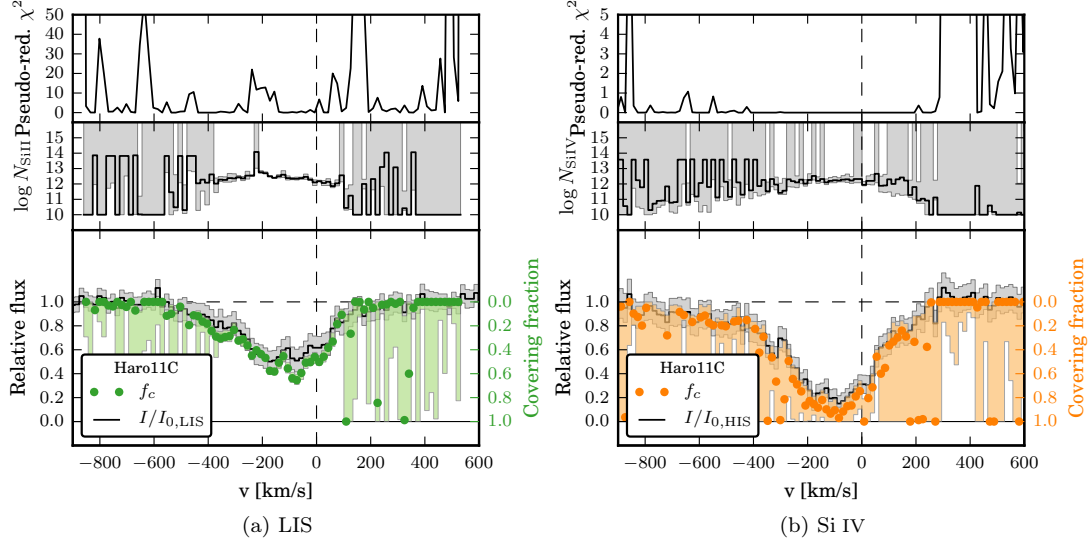 Pseudo-red. χ²
50
40
30
20
10
0
log N_SiII
15
14
13
12
11
10
Relative flux
1.0
0.8
0.6
0.4
0.2
0.0
Covering fraction
0.0
0.2
0.4
0.6
0.8
1.0
Haro11C
f_c
I/I_0,LIS
−800 −600 −400 −200 0 200 400 600
v [km/s]
(a) LIS
Pseudo-red. χ²
5
4
3
2
1
0
log N_SiIV
15
14
13
12
11
10
Relative flux
1.0
0.8
0.6
0.4
0.2
0.0
Covering fraction
0.0
0.2
0.4
0.6
0.8
1.0
Haro11C
f_c
I/I_0,HIS
−800 −600 −400 −200 0 200 400 600
v [km/s]
(b) Si IV